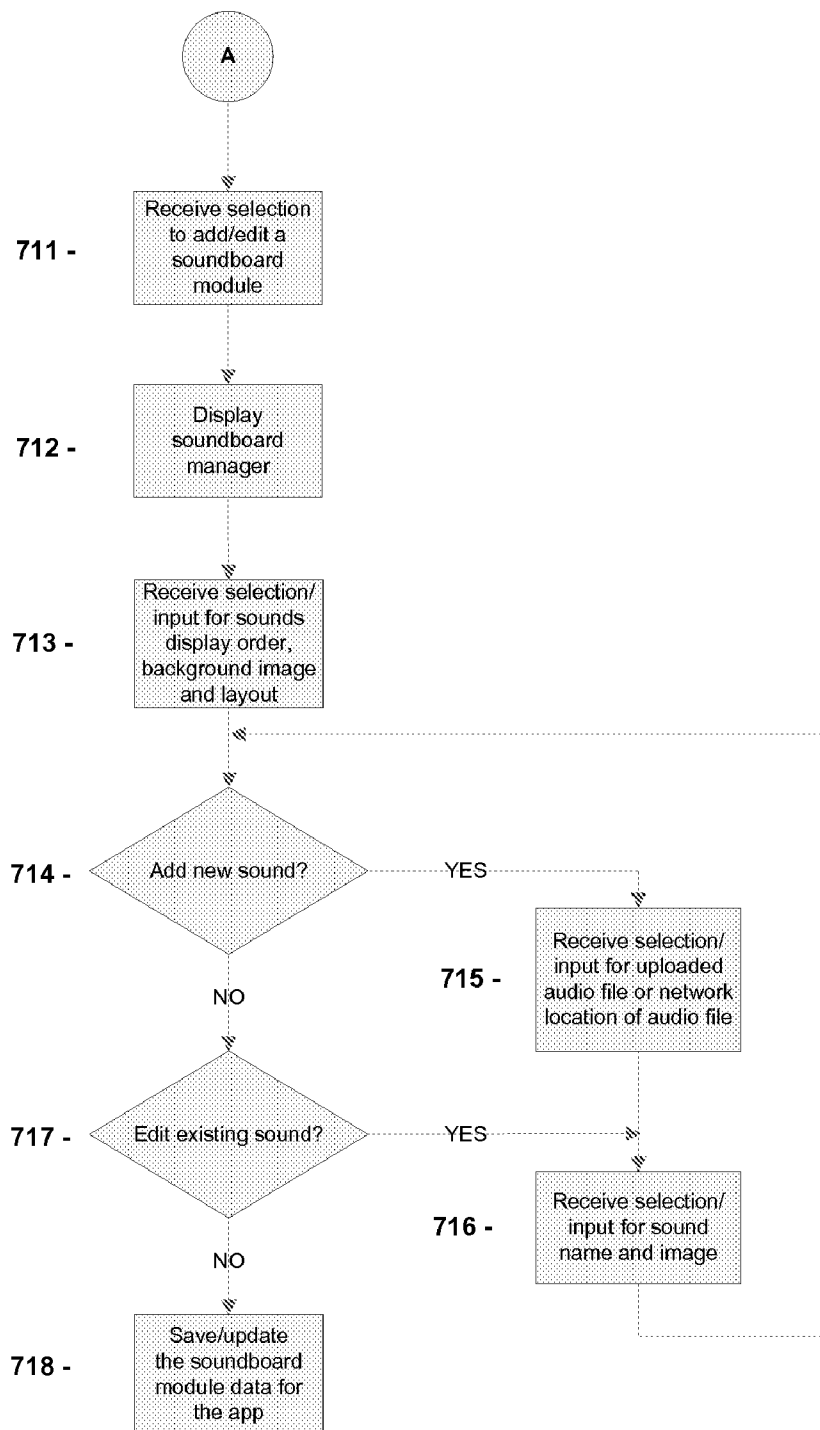 A
711 -
Receive selection
to add/edit a
soundboard
module
712 -
Display
soundboard
manager
713 -
Receive selection/
input for sounds
display order,
background image
and layout
714 -
Add new sound?
YES
715 -
Receive selection/
input for uploaded
audio file or network
location of audio file
NO
717 -
Edit existing sound?
YES
716 -
Receive selection/
input for sound
name and image
NO
718 -
Save/update
the soundboard
module data for
the app